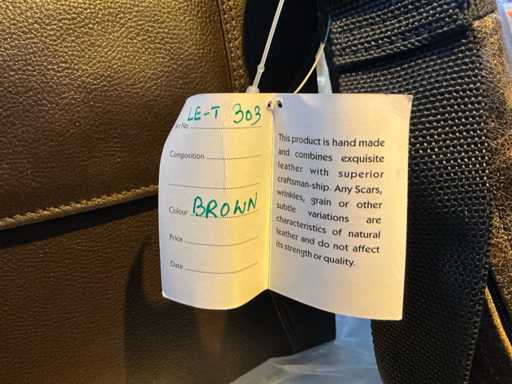 Art No. LE-T 303
Composition
Colour BROWN
Price
Date
This product is hand made
and combines exquisite
leather with superior
craftsman-ship. Any Scars,
wrinkles, grain or other
subtle variations are
characteristics of natural
leather and do not affect
its strength or quality.